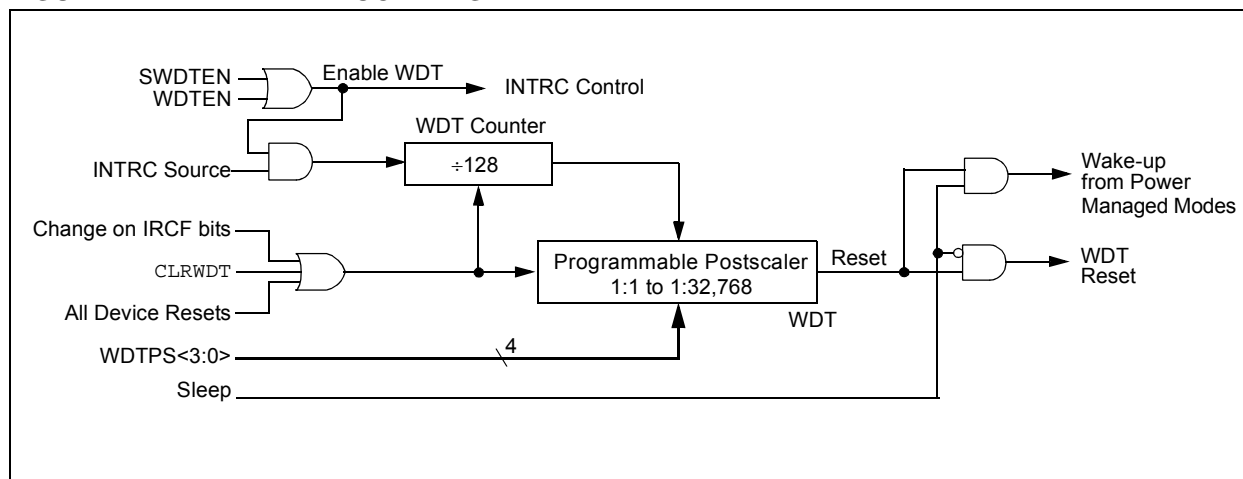 SWDTEN
Enable WDT
WDTEN
INTRC Control
WDT Counter
÷128
INTRC Source
Wake-up
from Power
Managed Modes
Change on IRCF bits
CLRWDT
Programmable Postscaler
1:1 to 1:32,768
Reset
WDT
Reset
All Device Resets
WDT
WDTPS<3:0>
4
Sleep